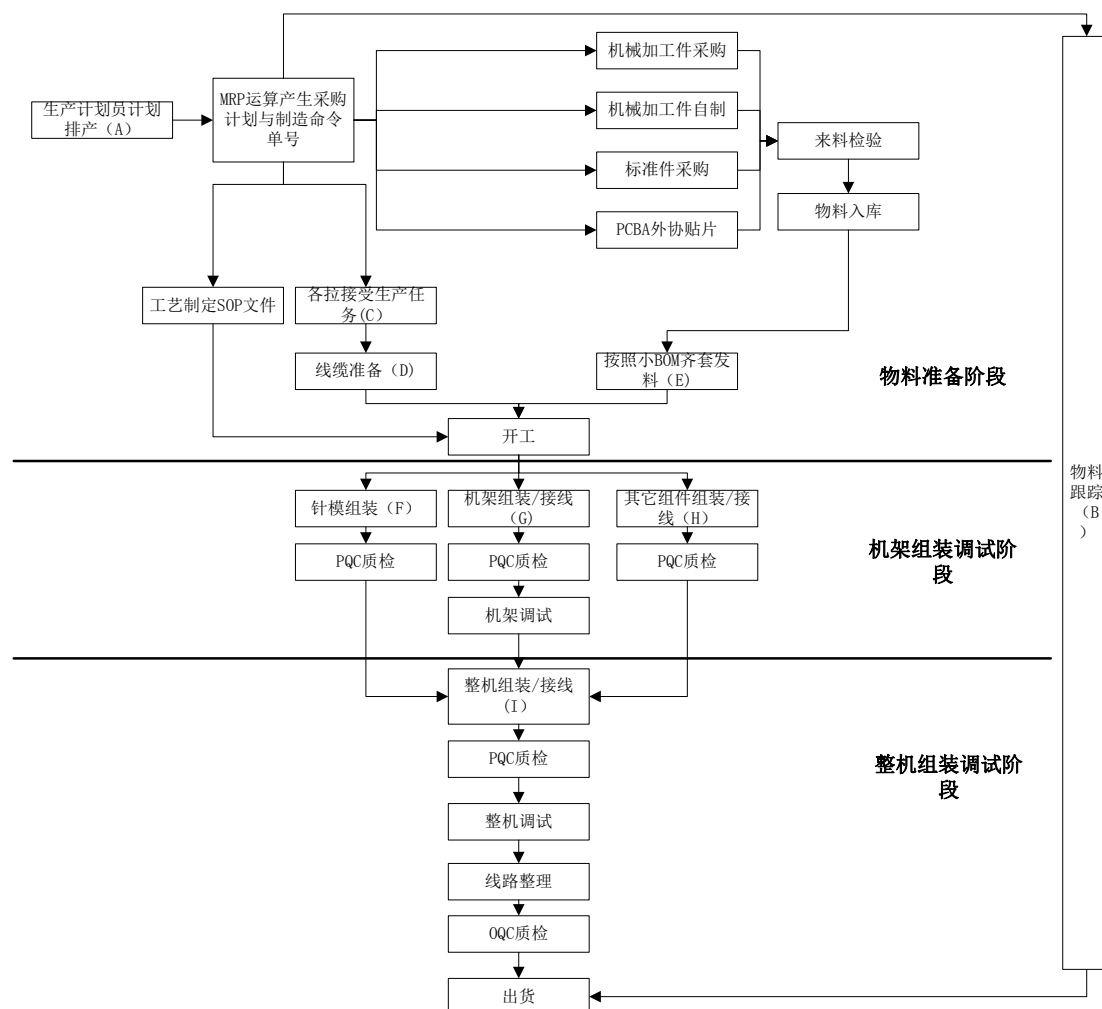 生产计划员计划
排产（A）
MRP运算产生采购
计划与制造命令
单号
机械加工件采购
机械加工件自制
标准件采购
PCBA外协贴片
来料检验
物料入库
工艺制定SOP文件
各拉接受生产任
务(C)
线缆准备（D)
按照小BOM齐套发
料（E)
物料准备阶段
开工
物料
跟踪
（B
）
针模组装（F）
机架组装/接线
（G)
其它组件组装/接
线（H）
PQC质检
PQC质检
PQC质检
机架组装调试阶
段
机架调试
整机组装/接线
(I）
PQC质检
整机组装调试阶
段
整机调试
线路整理
OQC质检
出货